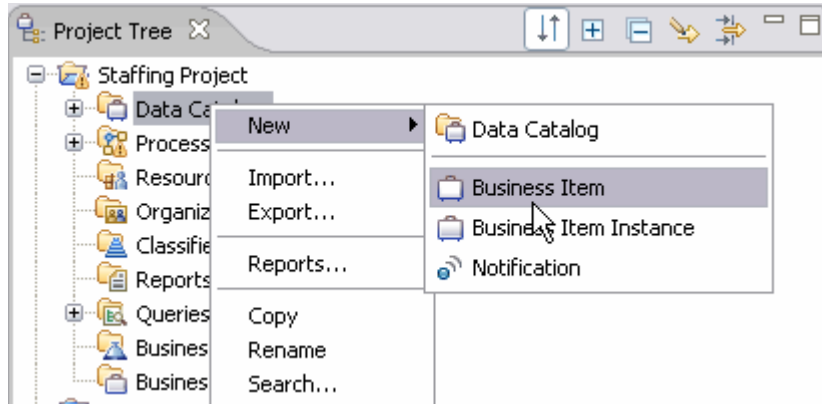 Project Tree
Staffing Project
Data Ca
Process
Resour
Organiz
Classifie
Reports
Queries
Busines
Busines
New
Import...
Export...
Reports...
Copy
Rename
Search...
Data Catalog
Business Item
Business Item Instance
Notification